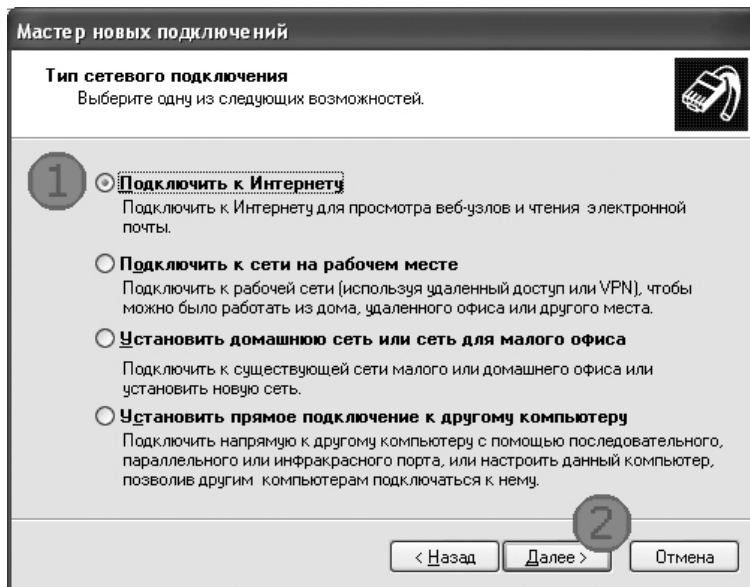 Мастер новых подключений
Тип сетевого подключения
Выберите одну из следующих возможностей.
1
Подключить к Интернету
Подключить к Интернету для просмотра веб-узлов и чтения электронной
почты.
Подключить к сети на рабочем месте
Подключить к рабочей сети (используя удаленный доступ или VPN), чтобы
можно было работать из дома, удаленного офиса или другого места.
Установить домашнюю сеть или сеть для малого офиса
Подключить к существующей сети малого или домашнего офиса или
установить новую сеть.
Установить прямое подключение к другому компьютеру
Подключить напрямую к другому компьютеру с помощью последовательного,
параллельного или инфракрасного порта, или настроить данный компьютер,
позволив другим компьютерам подключаться к нему.
2
< Назад Далее > Отмена